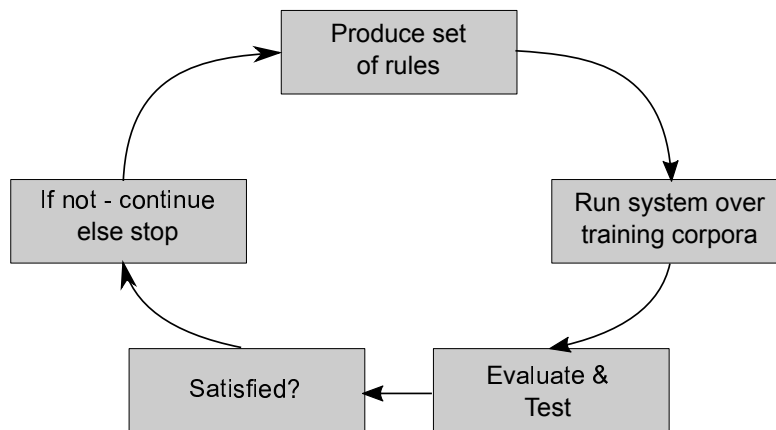 Produce set
of rules
Run system over
training corpora
Evaluate &
Test
Satisfied?
If not - continue
else stop